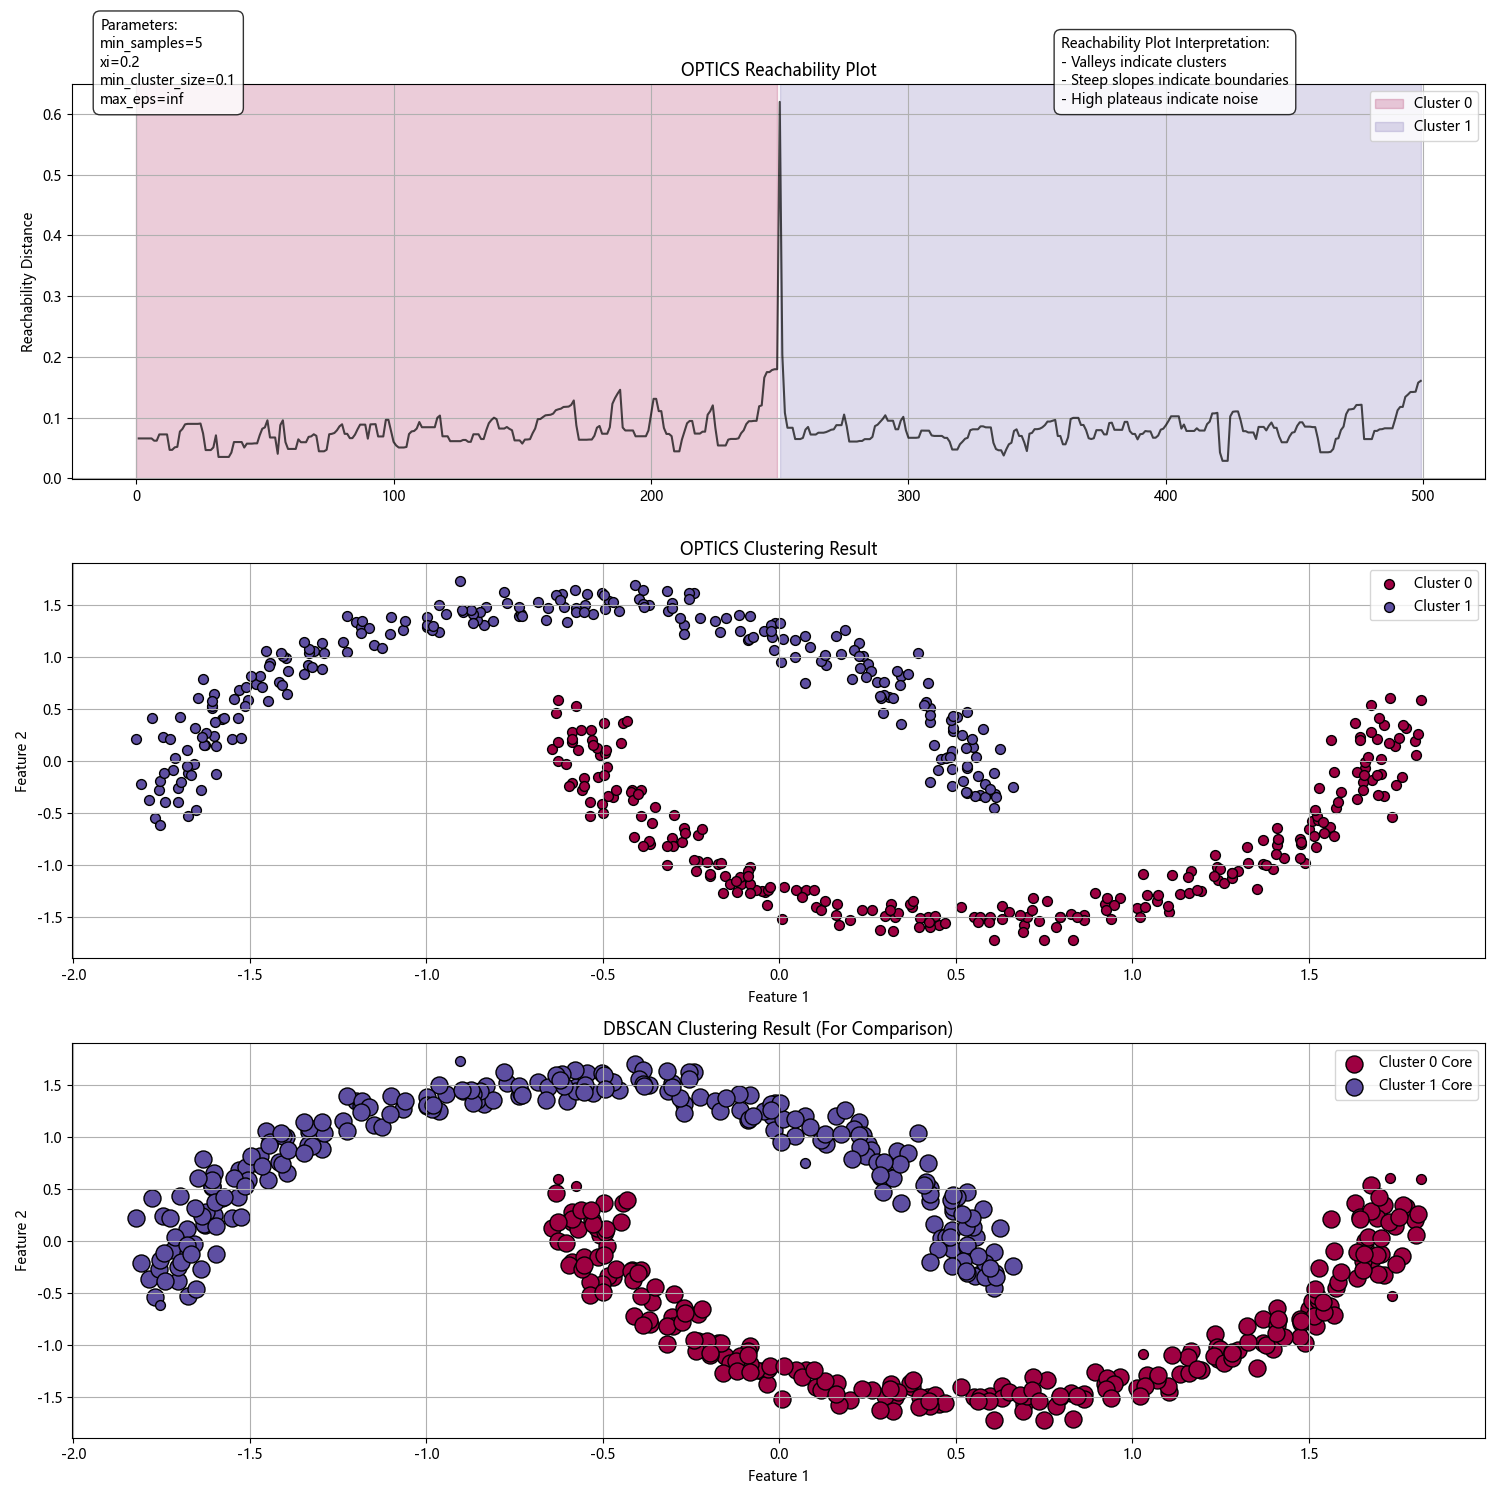 Parameters:
min_samples=5
xi=0.2
min_cluster_size=0.1
max_eps=inf
Reachability Plot Interpretation:
- Valleys indicate clusters
- Steep slopes indicate boundaries
- High plateaus indicate noise
OPTICS Reachability Plot
Cluster 0
Cluster 1
Reachability Distance
0.6
0.5
0.4
0.3
0.2
0.1
0.0
0 100 200 300 400 500
OPTICS Clustering Result
Cluster 0
Cluster 1
Feature 2
1.5
1.0
0.5
0.0
-0.5
-1.0
-1.5
-2.0 -1.5 -1.0 -0.5 0.0 0.5 1.0 1.5
Feature 1
DBSCAN Clustering Result (For Comparison)
Cluster 0 Core
Cluster 1 Core
Feature 2
1.5
1.0
0.5
0.0
-0.5
-1.0
-1.5
-2.0 -1.5 -1.0 -0.5 0.0 0.5 1.0 1.5
Feature 1